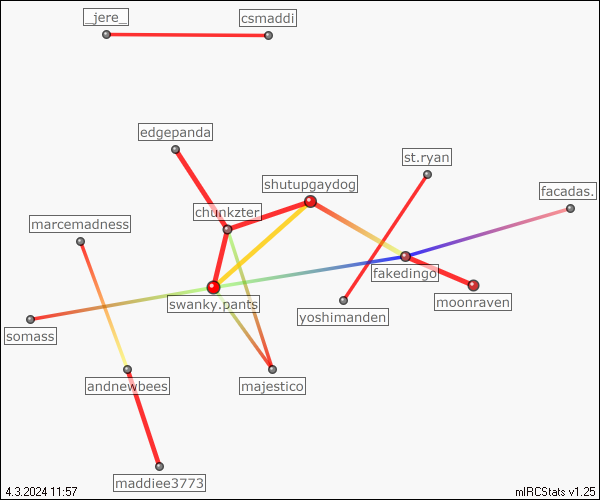 _jere_
csmaddi
edgepanda
st.ryan
shutupgaydog
facadas.
chunkzter
marcemadness
fakedingo
moonraven
swanky.pants
yoshimanden
somass
andnewbees
majestico
maddiee3773
4.3.2024 11:57
mIRCStats v1.25